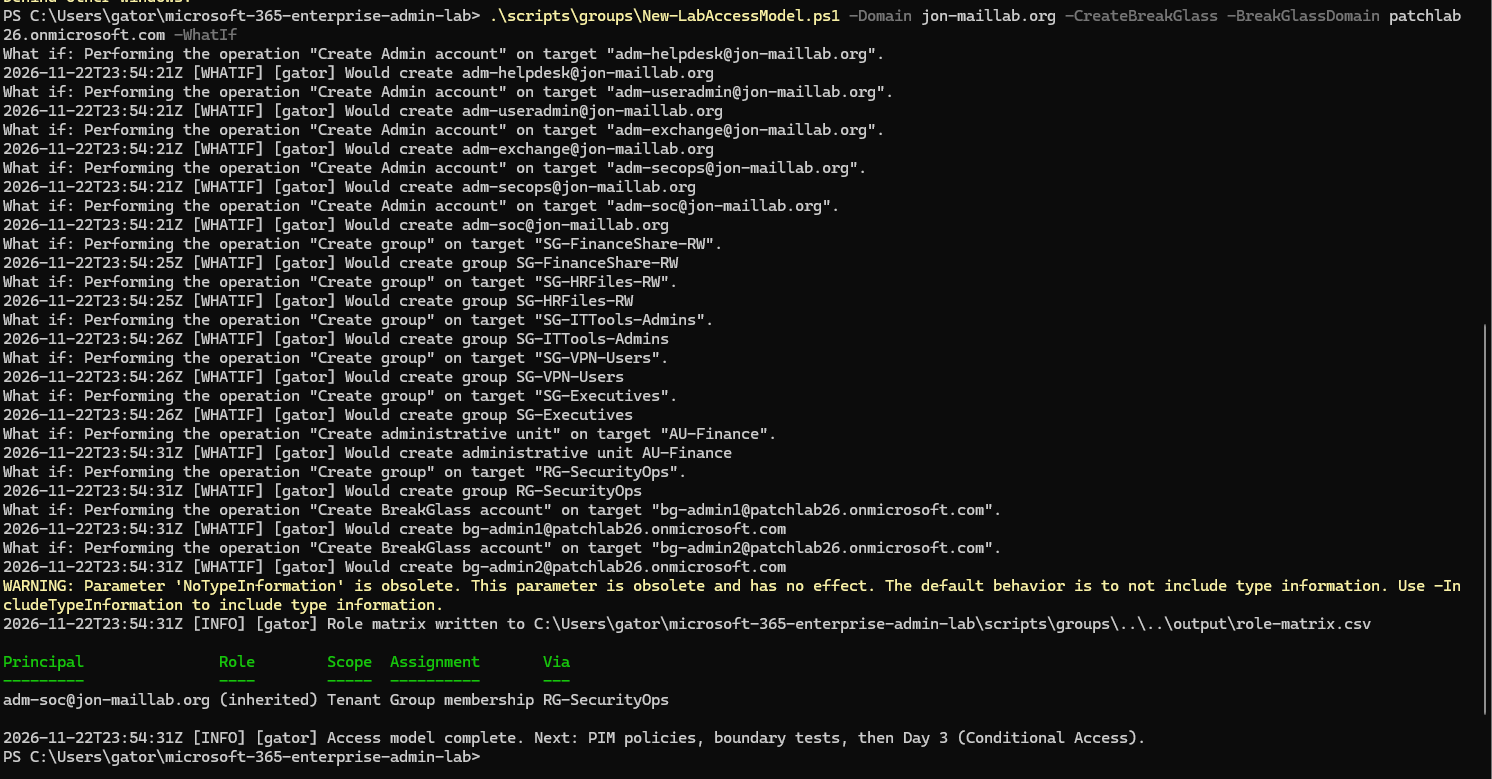 PS C:\Users\gator\microsoft-365-enterprise-admin-lab> .\scripts\groups\New-LabAccessModel.ps1 -Domain jon-maillab.org -CreateBreakGlass -BreakGlassDomain patchlab
26.onmicrosoft.com -WhatIf
What if: Performing the operation "Create Admin account" on target "adm-helpdesk@jon-maillab.org".
2026-11-22T23:54:21Z [WHATIF] [gator] Would create adm-helpdesk@jon-maillab.org
What if: Performing the operation "Create Admin account" on target "adm-useradmin@jon-maillab.org".
2026-11-22T23:54:21Z [WHATIF] [gator] Would create adm-useradmin@jon-maillab.org
What if: Performing the operation "Create Admin account" on target "adm-exchange@jon-maillab.org".
2026-11-22T23:54:21Z [WHATIF] [gator] Would create adm-exchange@jon-maillab.org
What if: Performing the operation "Create Admin account" on target "adm-secops@jon-maillab.org".
2026-11-22T23:54:21Z [WHATIF] [gator] Would create adm-secops@jon-maillab.org
What if: Performing the operation "Create Admin account" on target "adm-soc@jon-maillab.org".
2026-11-22T23:54:21Z [WHATIF] [gator] Would create adm-soc@jon-maillab.org
What if: Performing the operation "Create group" on target "SG-FinanceShare-RW".
2026-11-22T23:54:25Z [WHATIF] [gator] Would create group SG-FinanceShare-RW
What if: Performing the operation "Create group" on target "SG-HRFiles-RW".
2026-11-22T23:54:25Z [WHATIF] [gator] Would create group SG-HRFiles-RW
What if: Performing the operation "Create group" on target "SG-ITTools-Admins".
2026-11-22T23:54:26Z [WHATIF] [gator] Would create group SG-ITTools-Admins
What if: Performing the operation "Create group" on target "SG-VPN-Users".
2026-11-22T23:54:26Z [WHATIF] [gator] Would create group SG-VPN-Users
What if: Performing the operation "Create group" on target "SG-Executives".
2026-11-22T23:54:26Z [WHATIF] [gator] Would create group SG-Executives
What if: Performing the operation "Create administrative unit" on target "AU-Finance".
2026-11-22T23:54:31Z [WHATIF] [gator] Would create administrative unit AU-Finance
What if: Performing the operation "Create group" on target "RG-SecurityOps".
2026-11-22T23:54:31Z [WHATIF] [gator] Would create group RG-SecurityOps
What if: Performing the operation "Create BreakGlass account" on target "bg-admin1@patchlab26.onmicrosoft.com".
2026-11-22T23:54:31Z [WHATIF] [gator] Would create bg-admin1@patchlab26.onmicrosoft.com
What if: Performing the operation "Create BreakGlass account" on target "bg-admin2@patchlab26.onmicrosoft.com".
2026-11-22T23:54:31Z [WHATIF] [gator] Would create bg-admin2@patchlab26.onmicrosoft.com
WARNING: Parameter 'NoTypeInformation' is obsolete. This parameter is obsolete and has no effect. The default behavior is to not include type information. Use -In
cludeTypeInformation to include type information.
2026-11-22T23:54:31Z [INFO] [gator] Role matrix written to C:\Users\gator\microsoft-365-enterprise-admin-lab\scripts\groups\..\..\output\role-matrix.csv
Principal Role Scope Assignment Via
--------- ---- ----- ---------- ---
adm-soc@jon-maillab.org (inherited) Tenant Group membership RG-SecurityOps
2026-11-22T23:54:31Z [INFO] [gator] Access model complete. Next: PIM policies, boundary tests, then Day 3 (Conditional Access).
PS C:\Users\gator\microsoft-365-enterprise-admin-lab>